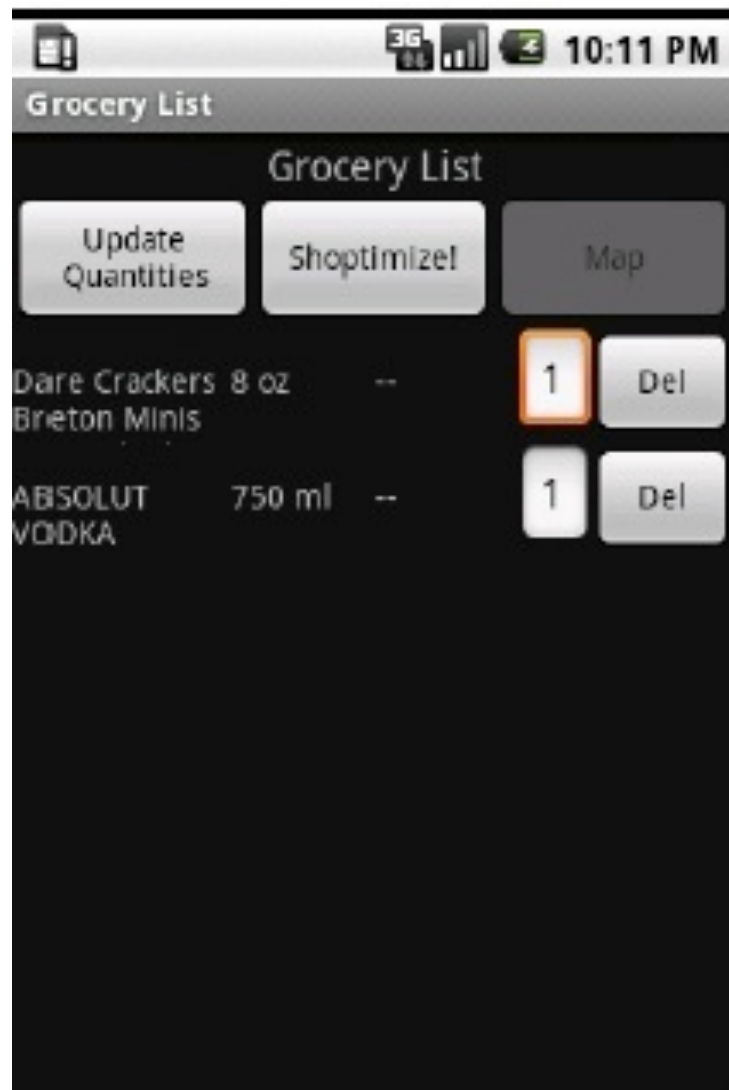 3G 10:11 PM
Grocery List
Grocery List
Update
Quantities
Shoptimize!
Map
Dare Crackers 8 oz -- 1 Del
Breton Minis
ABSOLUT 750 ml -- 1 Del
VODKA